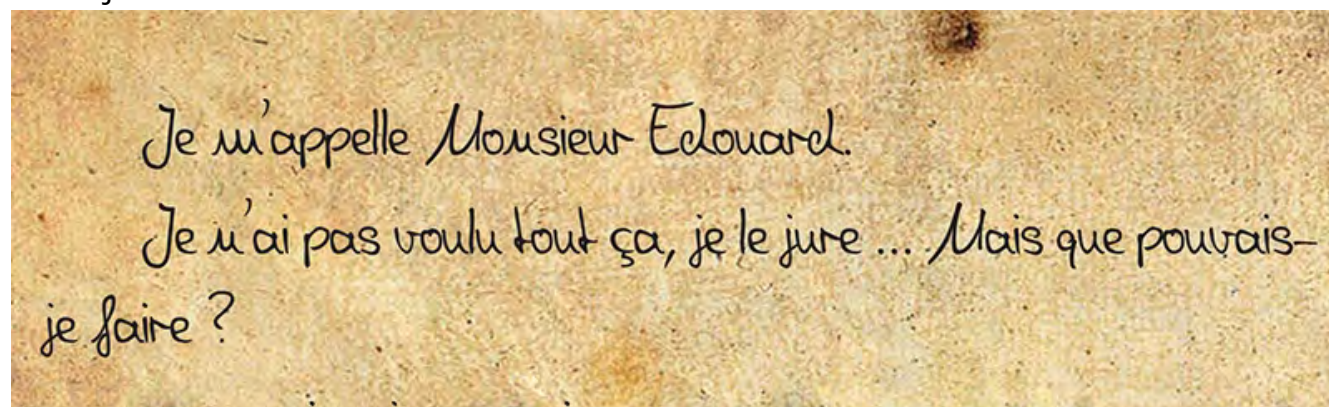 Je m'appelle Monsieur Edouard.
Je n'ai pas voulu tout ça, je le jure ... Mais que pouvais-
je faire ?